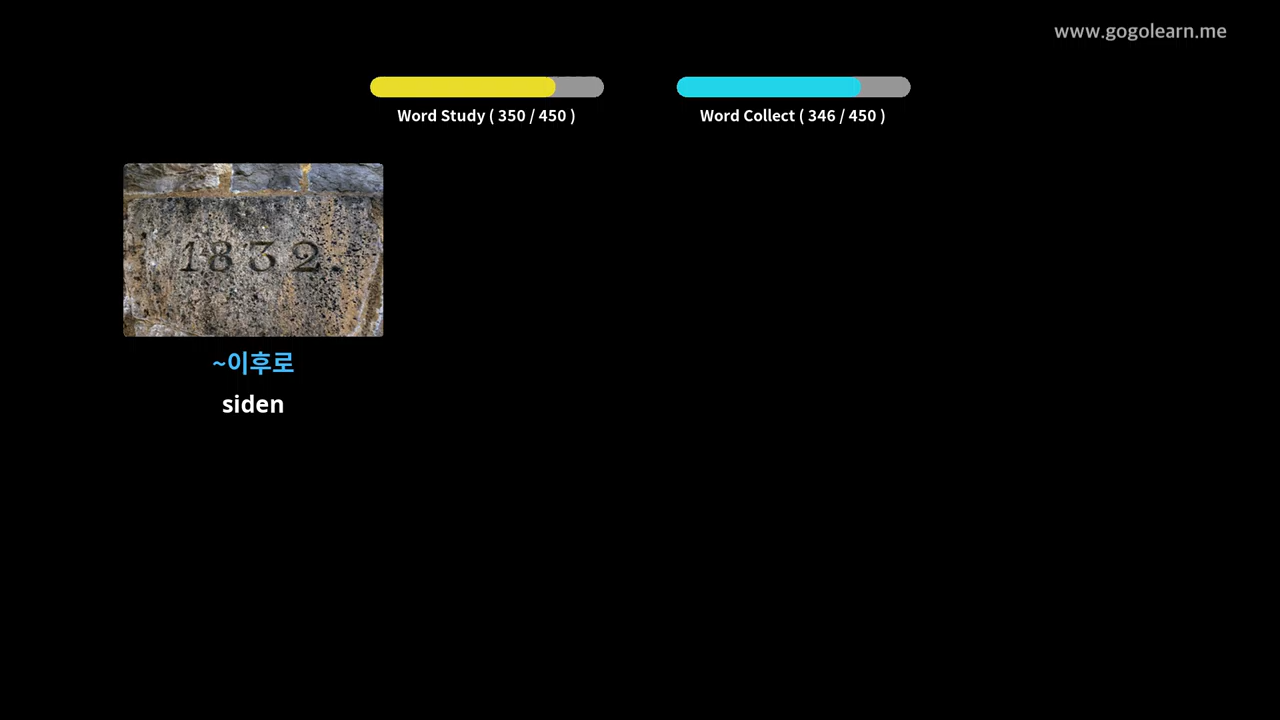 www.gogolearn.me
Word Study ( 350 / 450 )
Word Collect ( 346 / 450 )
1832.
~이후로
siden